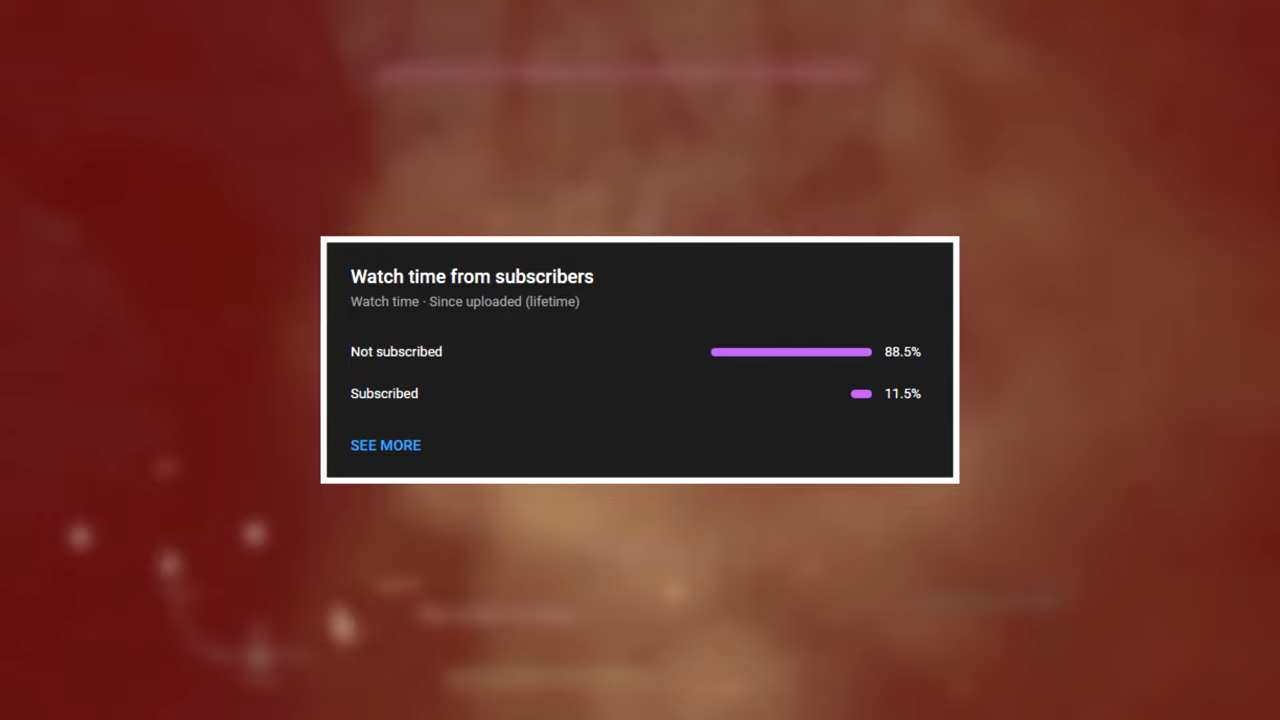 Watch time from subscribers
Watch time · Since uploaded (lifetime)
Not subscribed 88.5%
Subscribed 11.5%
SEE MORE